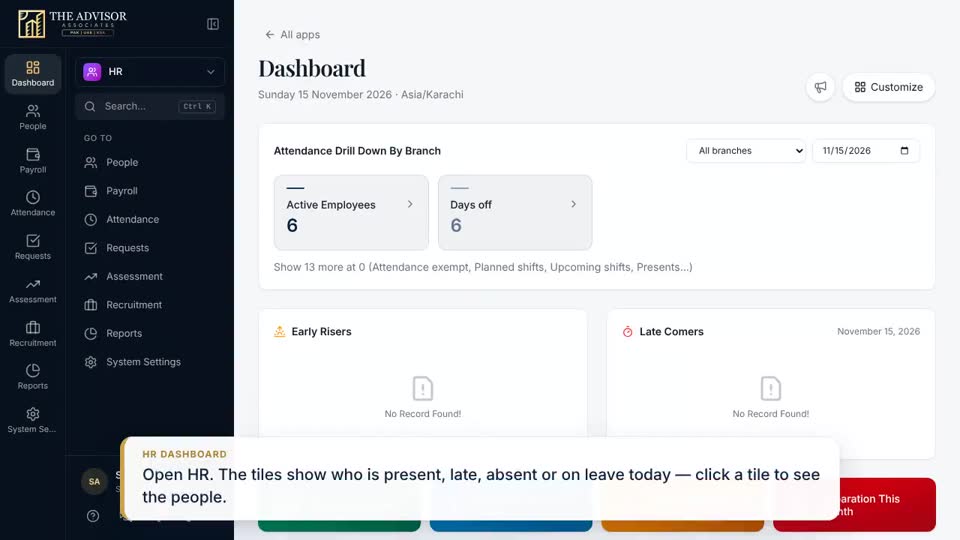 THE ADVISOR
ASSOCIATES
PAK | UAE | USA
Dashboard
People
Payroll
Attendance
Requests
Assessment
Recruitment
Reports
System Se...
HR
Search...
Ctrl K
GO TO
People
Payroll
Attendance
Requests
Assessment
Recruitment
Reports
System Settings
SA
All apps
Dashboard
Sunday 15 November 2026 · Asia/Karachi
Customize
Attendance Drill Down By Branch
All branches
11/15/2026
Active Employees
6
Days off
6
Show 13 more at 0 (Attendance exempt, Planned shifts, Upcoming shifts, Presents...)
Early Risers
No Record Found!
Late Comers
November 15, 2026
No Record Found!
HR DASHBOARD
Open HR. The tiles show who is present, late, absent or on leave today — click a tile to see
the people.
This